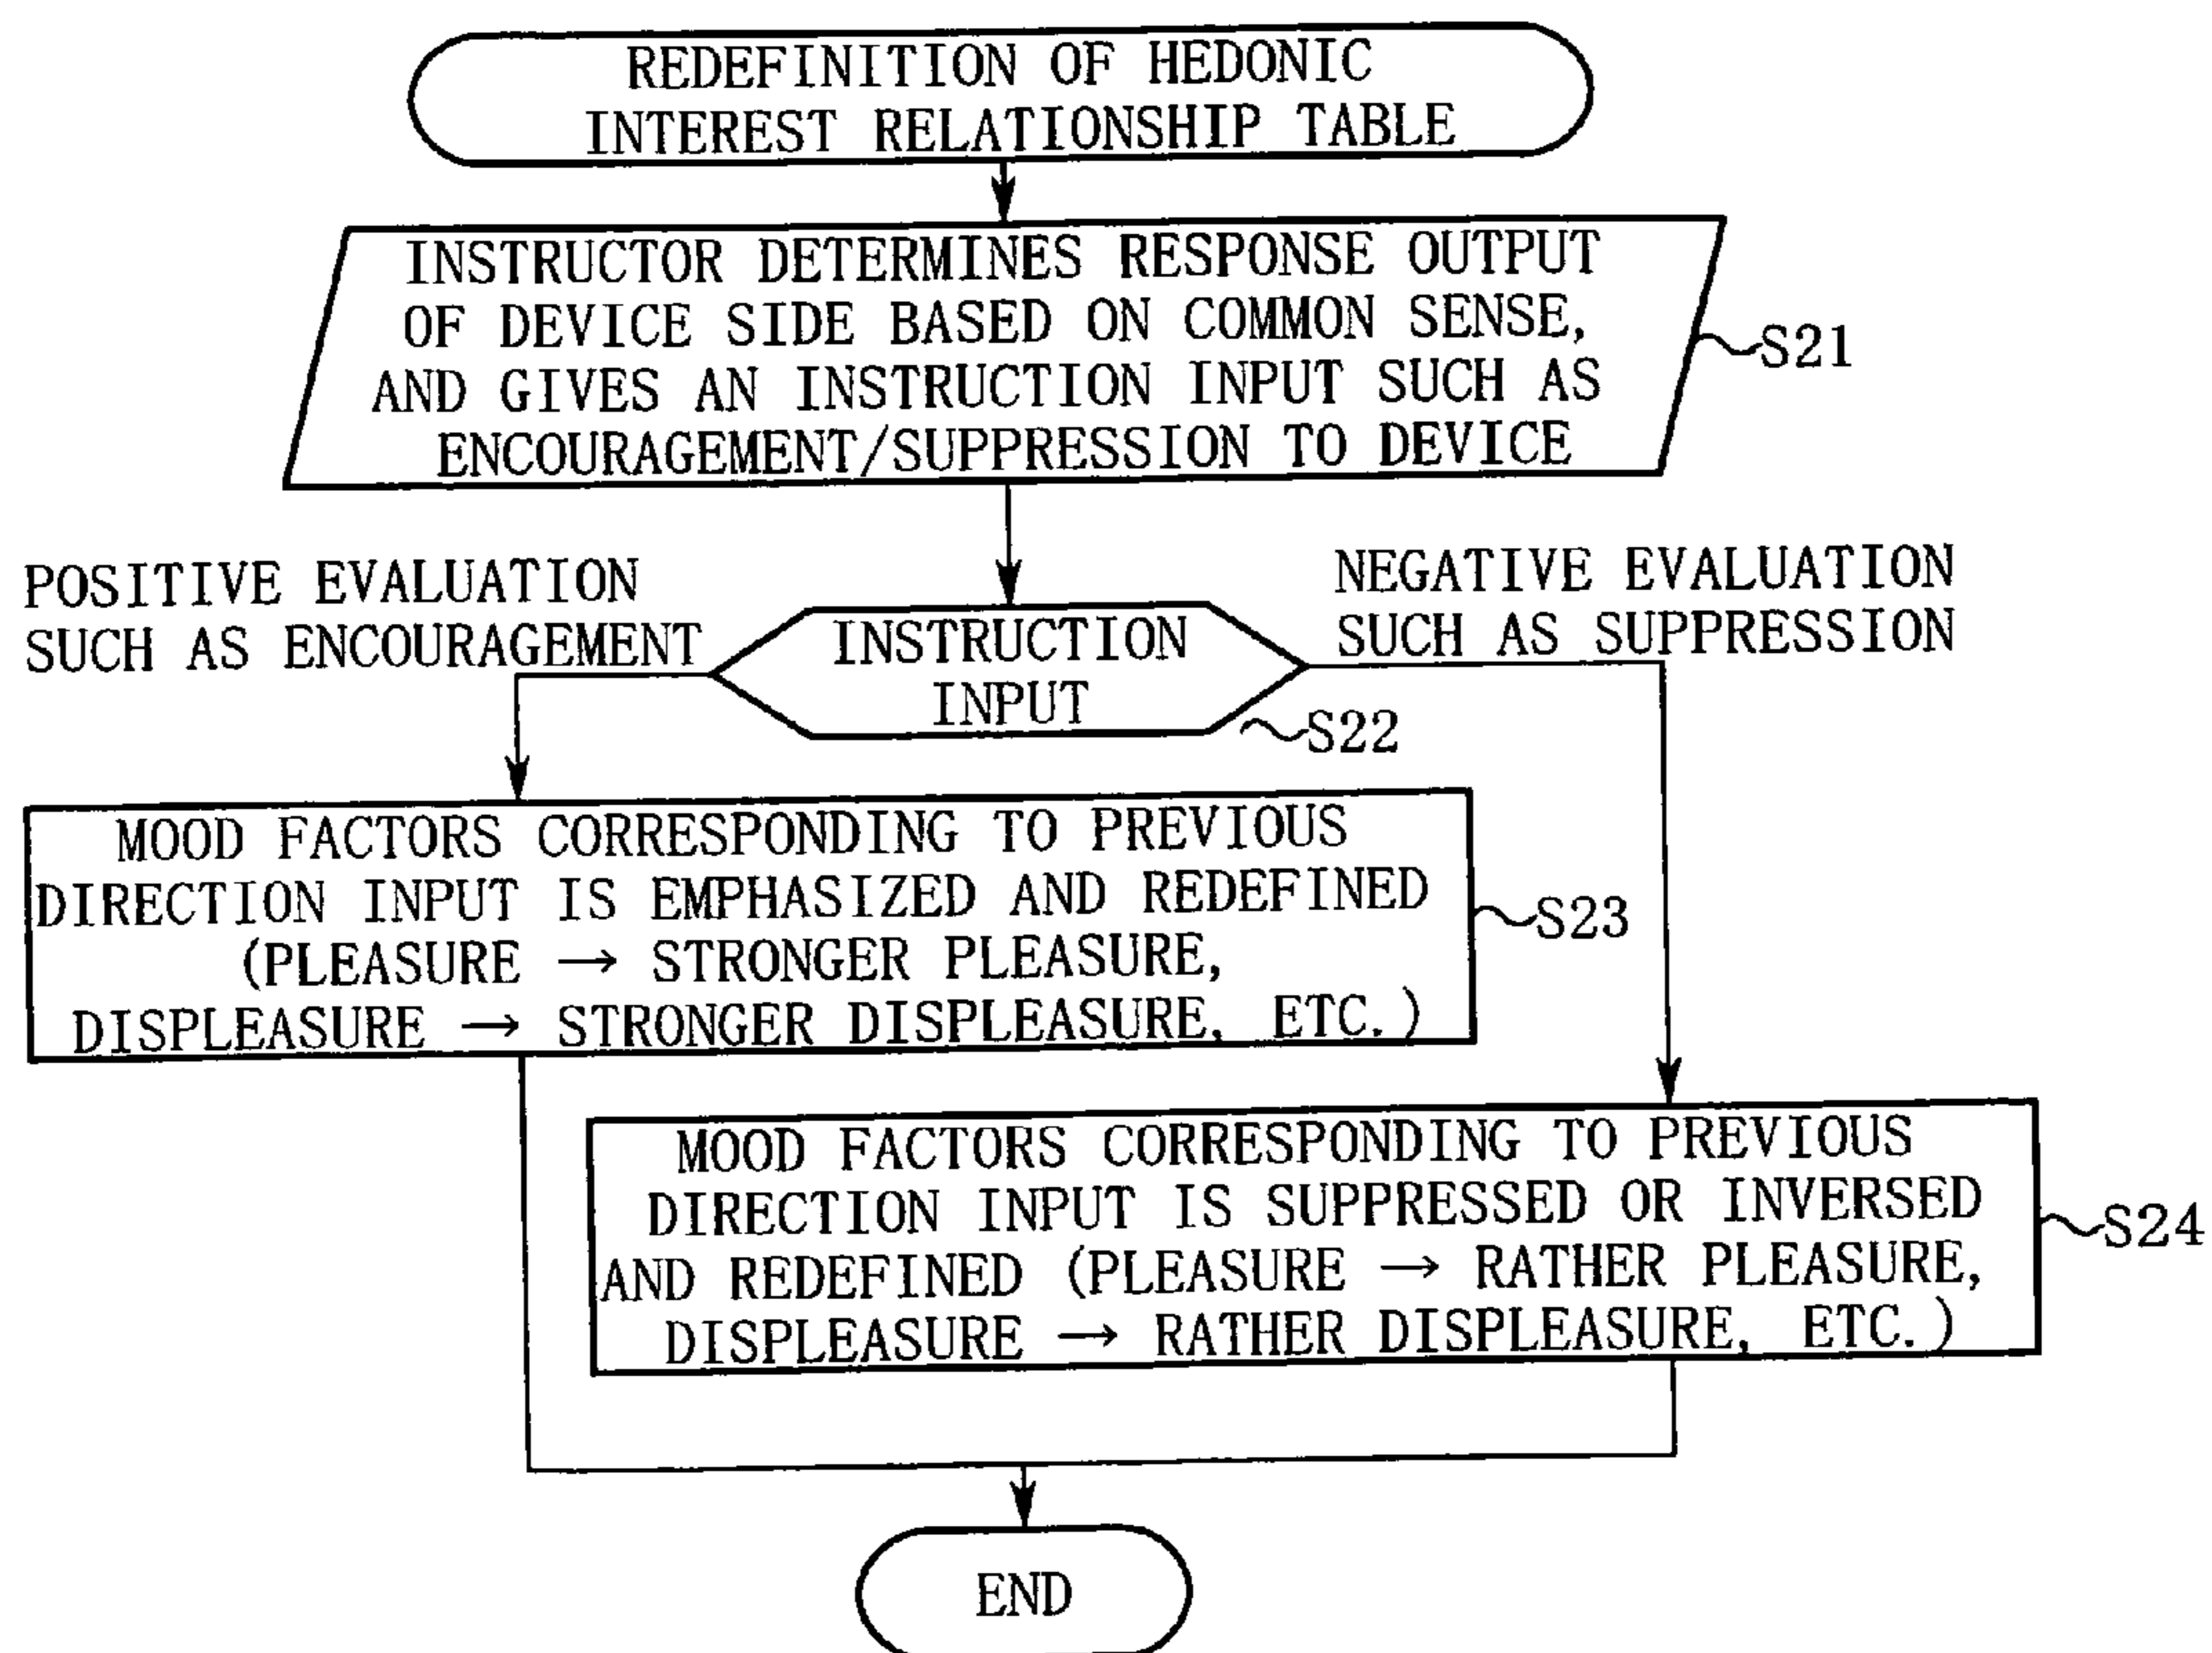 REDEFINITION OF HEDONIC
INTEREST RELATIONSHIP TABLE
INSTRUCTOR DETERMINES RESPONSE OUTPUT
OF DEVICE SIDE BASED ON COMMON SENSE,
AND GIVES AN INSTRUCTION INPUT SUCH AS
ENCOURAGEMENT/SUPPRESSION TO DEVICE
S21
POSITIVE EVALUATION
SUCH AS ENCOURAGEMENT
NEGATIVE EVALUATION
SUCH AS SUPPRESSION
INSTRUCTION
INPUT
S22
MOOD FACTORS CORRESPONDING TO PREVIOUS
DIRECTION INPUT IS EMPHASIZED AND REDEFINED
(PLEASURE → STRONGER PLEASURE,
DISPLEASURE → STRONGER DISPLEASURE, ETC.)
S23
MOOD FACTORS CORRESPONDING TO PREVIOUS
DIRECTION INPUT IS SUPPRESSED OR INVERSED
AND REDEFINED (PLEASURE → RATHER PLEASURE,
DISPLEASURE → RATHER DISPLEASURE, ETC.)
S24
END